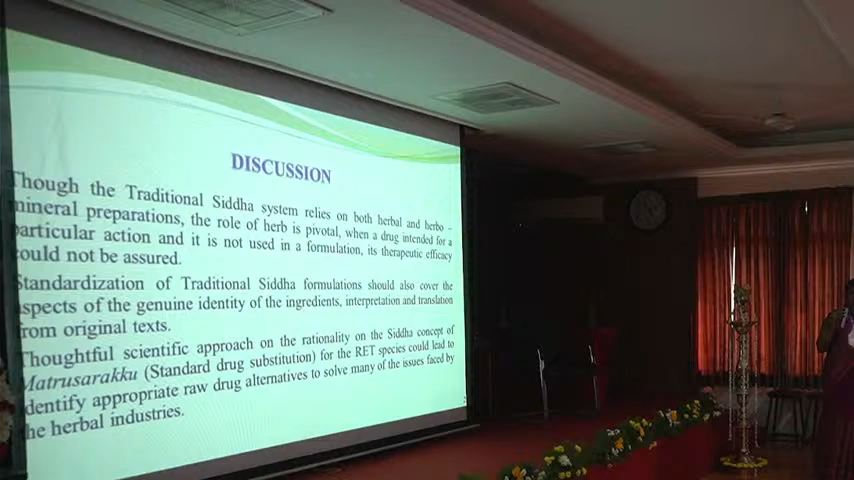 DISCUSSION
Though the Traditional Siddha system relies on both herbal and herbo –
mineral preparations, the role of herb is pivotal, when a drug intended for a
particular action and it is not used in a formulation, its therapeutic efficacy
could not be assured.
Standardization of Traditional Siddha formulations should also cover the
aspects of the genuine identity of the ingredients, interpretation and translation
from original texts.
Thoughtful scientific approach on the rationality on the Siddha concept of
Matrusarakku (Standard drug substitution) for the RET species could lead to
identify appropriate raw drug alternatives to solve many of the issues faced by
the herbal industries.